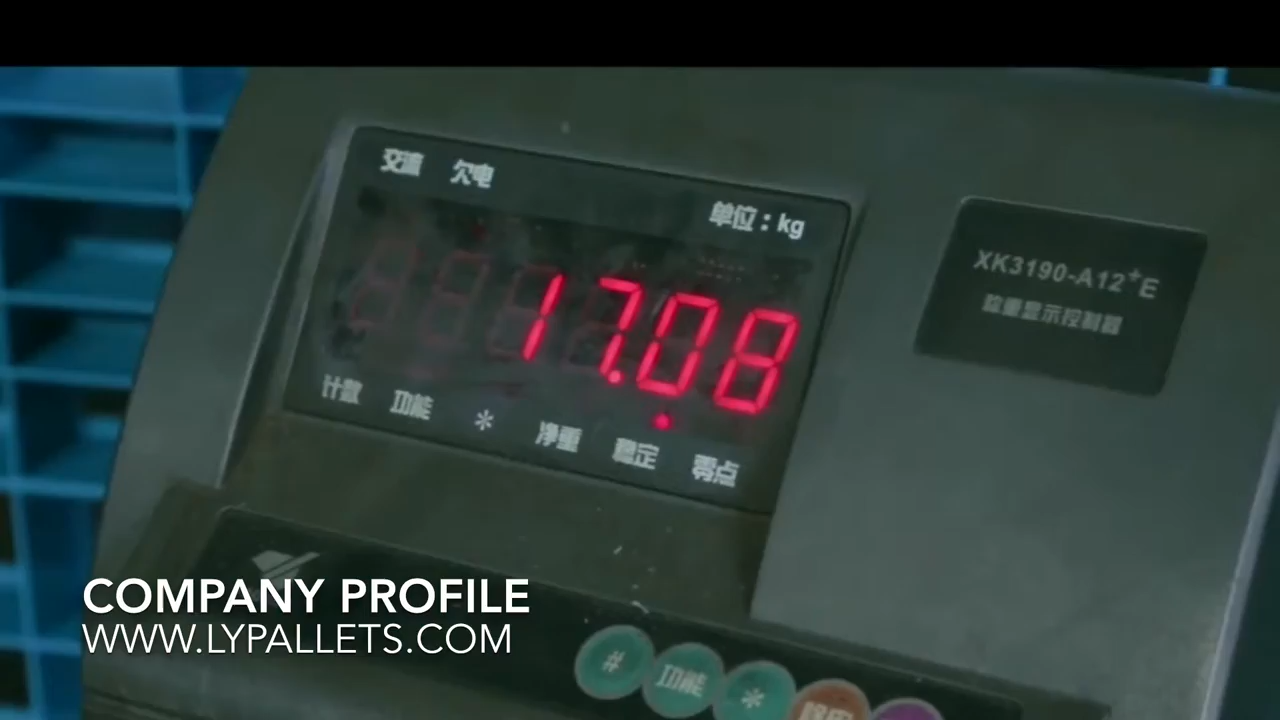 交流 欠电
单位：kg
17.08
计数 功能 * 净重 稳定 零点
XK3190-A12⁺E
称重显示控制器
COMPANY PROFILE
WWW.LYPALLETS.COM
# 功能 *